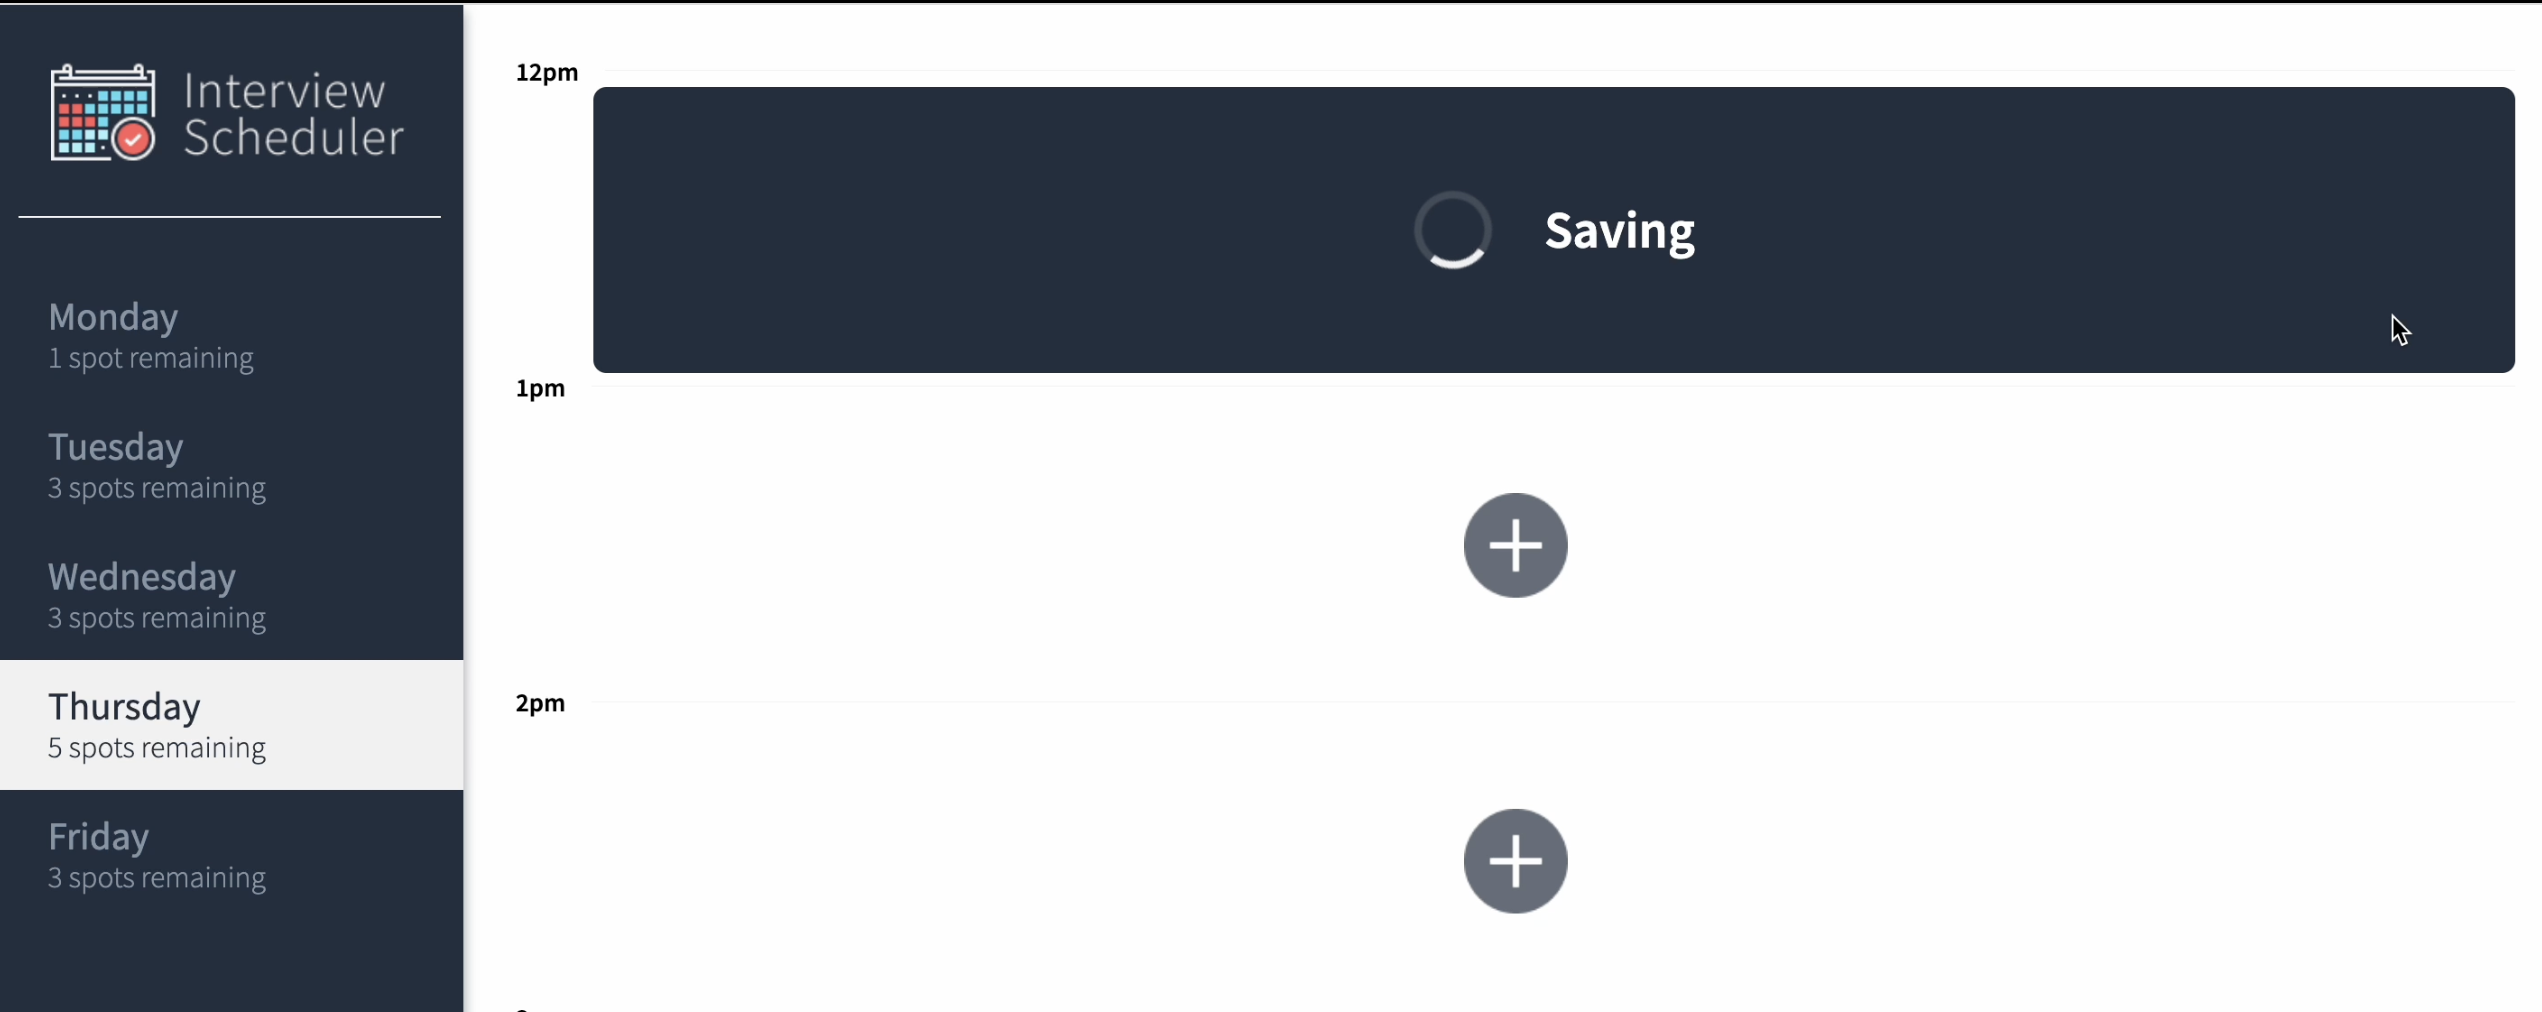 Interview
Scheduler
Monday
1 spot remaining
Tuesday
3 spots remaining
Wednesday
3 spots remaining
Thursday
5 spots remaining
Friday
3 spots remaining
12pm
Saving
1pm
2pm